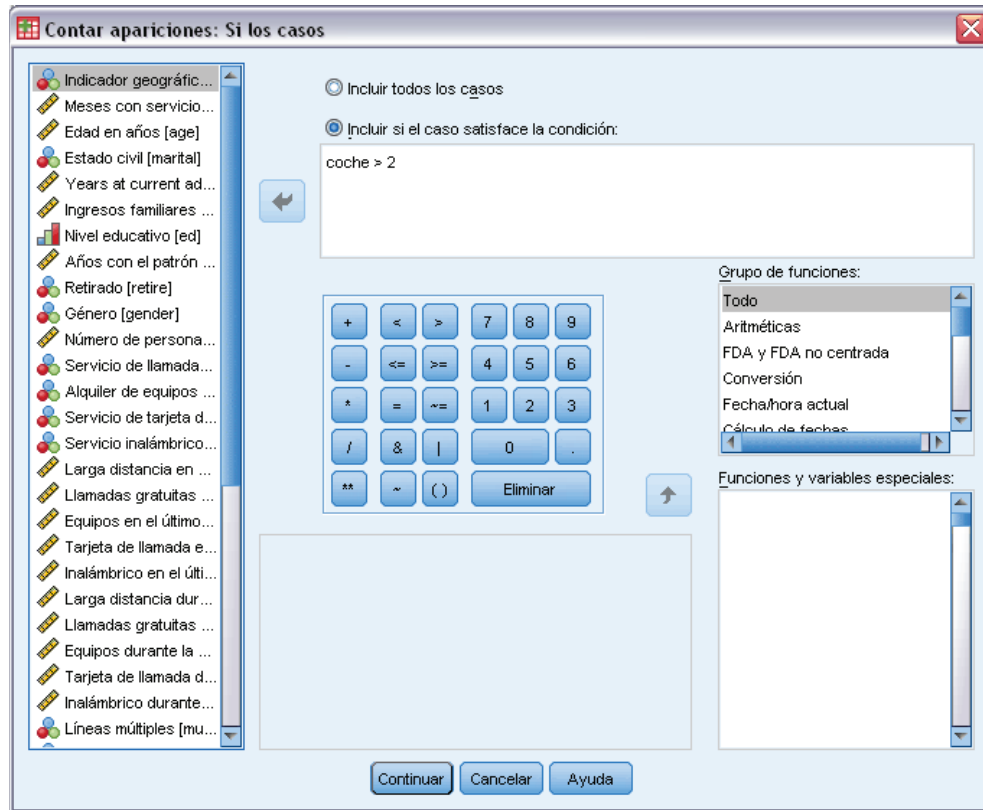 Contar apariciones: Si los casos
Indicador geográfic...
Meses con servicio...
Edad en años [age]
Estado civil [marital]
Years at current ad...
Ingresos familiares ...
Nivel educativo [ed]
Años con el patrón ...
Retirado [retire]
Género [gender]
Número de persona...
Servicio de llamada...
Alquiler de equipos ...
Servicio de tarjeta d...
Servicio inalámbrico...
Larga distancia en ...
Llamadas gratuitas ...
Equipos en el último...
Tarjeta de llamada e...
Inalámbrico en el últi...
Larga distancia dur...
Llamadas gratuitas ...
Equipos durante la ...
Tarjeta de llamada d...
Inalámbrico durante...
Líneas múltiples [mu...
Incluir todos los casos
Incluir si el caso satisface la condición:
coche > 2
+ < > 7 8 9
- <= >= 4 5 6
* = ~= 1 2 3
/ & | 0 .
** ~ ( ) Eliminar
Grupo de funciones:
Todo
Aritméticas
FDA y FDA no centrada
Conversión
Fecha/hora actual
Cálculo de fechas
Funciones y variables especiales:
Continuar Cancelar Ayuda